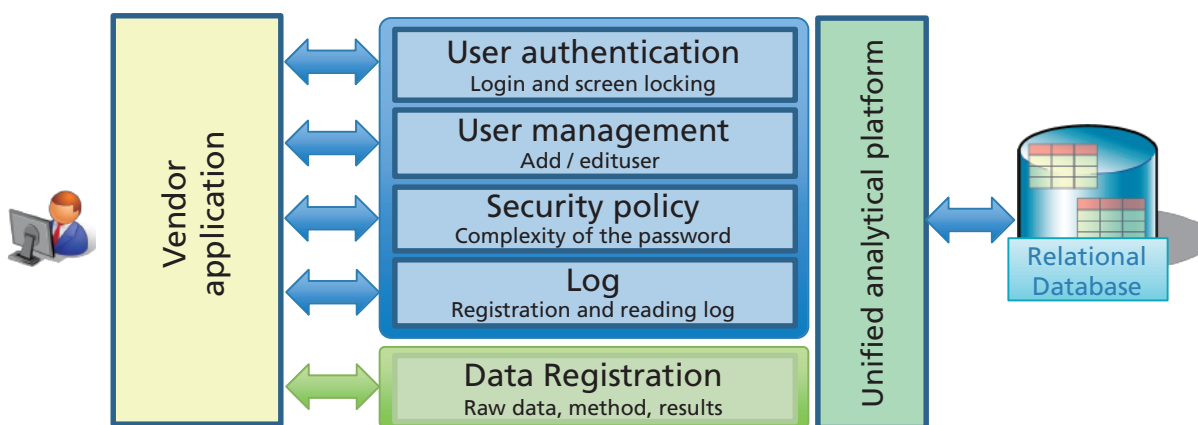 Vendor
application
User authentication
Login and screen locking
User management
Add / edituser
Security policy
Complexity of the password
Log
Registration and reading log
Data Registration
Raw data, method, results
Unified analytical platform
Relational
Database